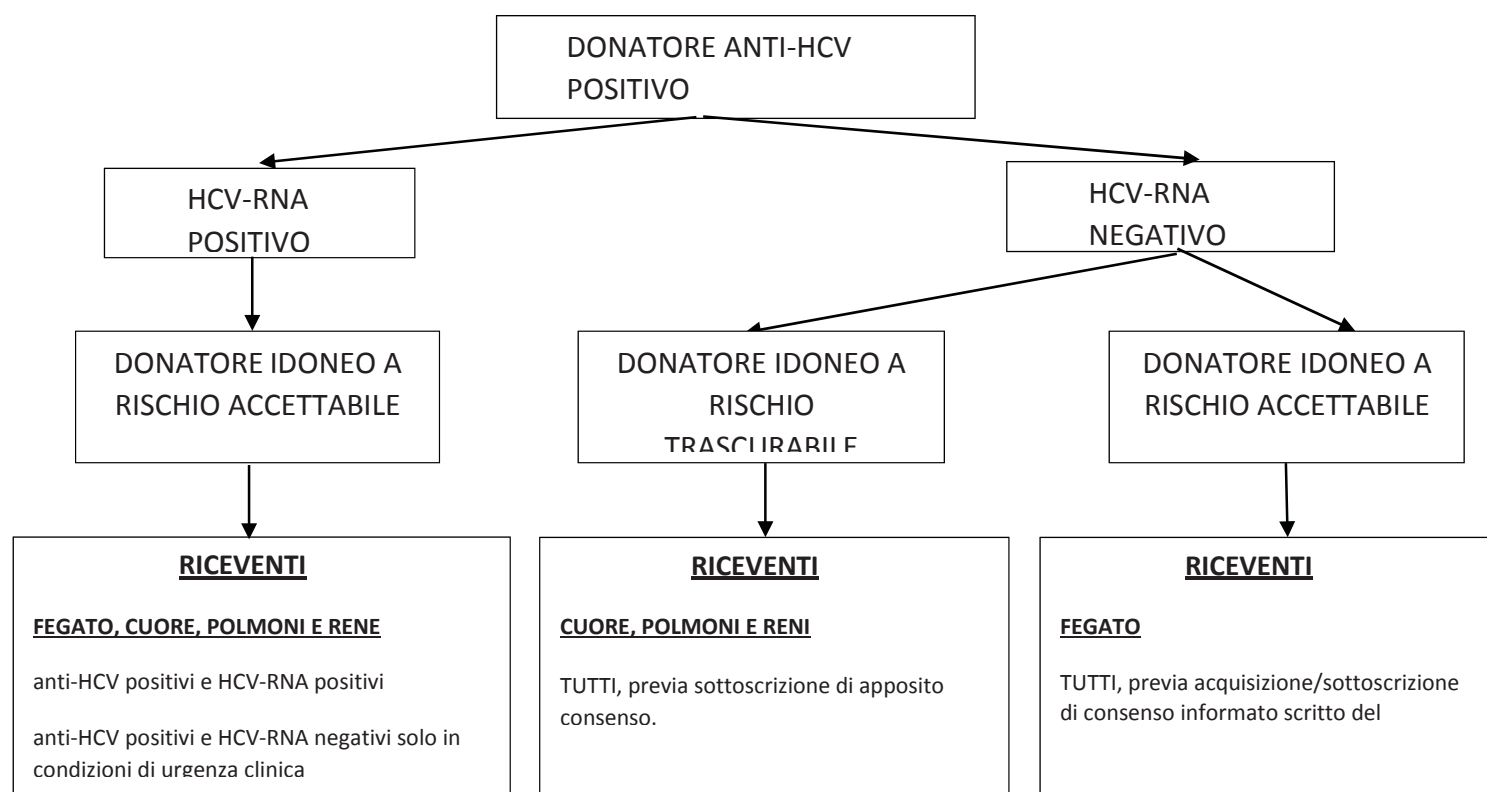 DONATORE ANTI-HCV
POSITIVO
HCV-RNA
POSITIVO
HCV-RNA
NEGATIVO
DONATORE IDONEO A
RISCHIO ACCETTABILE
DONATORE IDONEO A
RISCHIO
TRASCURABILE
DONATORE IDONEO A
RISCHIO ACCETTABILE
RICEVENTI
FEGATO, CUORE, POLMONI E RENE
anti-HCV positivi e HCV-RNA positivi
anti-HCV positivi e HCV-RNA negativi solo in
condizioni di urgenza clinica
RICEVENTI
CUORE, POLMONI E RENI
TUTTI, previa sottoscrizione di apposito
consenso.
RICEVENTI
FEGATO
TUTTI, previa acquisizione/sottoscrizione
di consenso informato scritto del